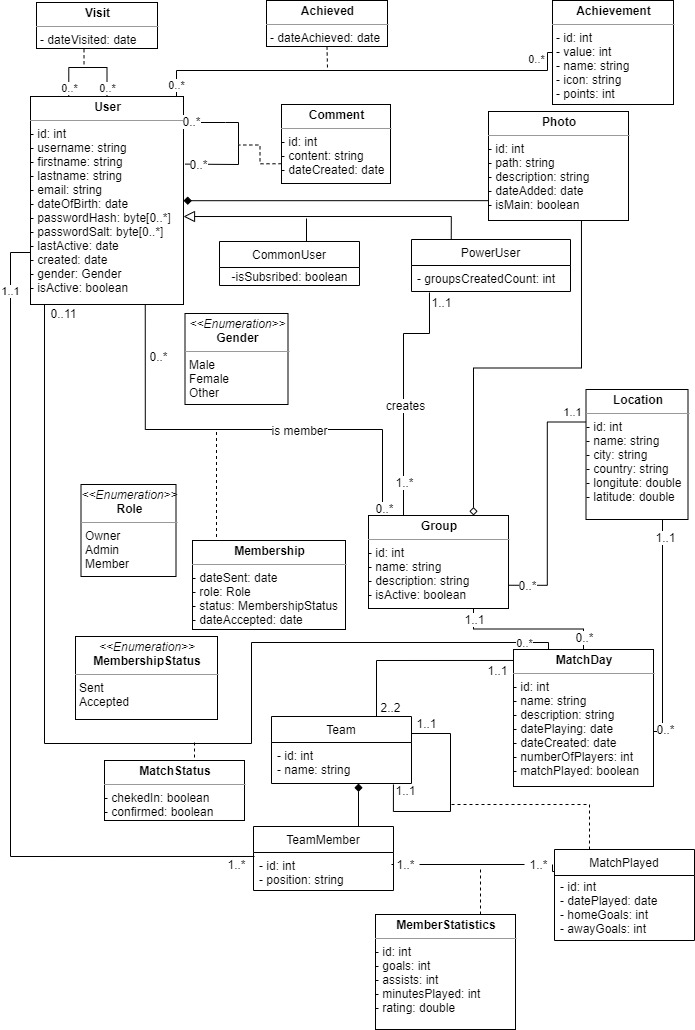 Visit
- dateVisited: date
Achieved
- dateAchieved: date
Achievement
- id: int
- value: int
- name: string
- icon: string
- points: int
0..*
0..*
0..*
0..*
User
- id: int
- username: string
- firstname: string
- lastname: string
- email: string
- dateOfBirth: date
- passwordHash: byte[0..*]
- passwordSalt: byte[0..*]
- lastActive: date
- created: date
- gender: Gender
- isActive: boolean
0..*
0..*
Comment
- id: int
- content: string
- dateCreated: date
Photo
- id: int
- path: string
- description: string
- dateAdded: date
- isMain: boolean
CommonUser
-isSubsribed: boolean
PowerUser
- groupsCreatedCount: int
1..1
1..1
0..11
0..*
<<Enumeration>>
Gender
Male
Female
Other
creates
is member
1..*
0..*
Location
- id: int
- name: string
- city: string
- country: string
- longitute: double
- latitude: double
1..1
1..1
<<Enumeration>>
Role
Owner
Admin
Member
Membership
- dateSent: date
- role: Role
- status: MembershipStatus
- dateAccepted: date
Group
- id: int
- name: string
- description: string
- isActive: boolean
0..*
1..1
0..*
0..*
<<Enumeration>>
MembershipStatus
Sent
Accepted
MatchDay
- id: int
- name: string
- description: string
- datePlaying: date
- dateCreated: date
- numberOfPlayers: int
- matchPlayed: boolean
1..1
0..*
2..2
1..1
Team
- id: int
- name: string
1..1
MatchStatus
- chekedIn: boolean
- confirmed: boolean
TeamMember
- id: int
- position: string
1..*
1..*
1..*
MatchPlayed
- id: int
- datePlayed: date
- homeGoals: int
- awayGoals: int
MemberStatistics
- id: int
- goals: int
- assists: int
- minutesPlayed: int
- rating: double